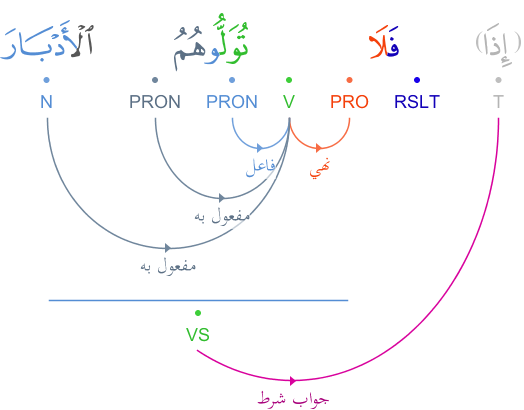 (إِذَا) فَلَا تُوَلُّوهُمُ ٱلْأَدْبَارَ
N PRON PRON V PRO RSLT T
فاعل نهي
مفعول به
مفعول به
VS
جواب شرط